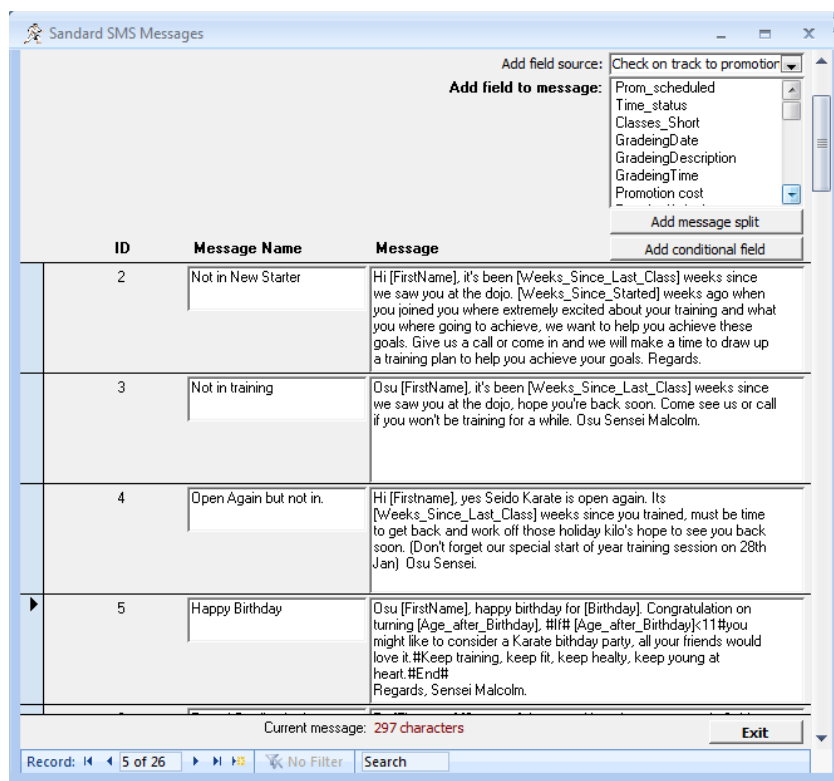 Sandard SMS Messages
Add field source: Check on track to promotion
Add field to message: Prom_scheduled
Time_status
Classes_Short
GradeingDate
GradeingDescription
GradeingTime
Promotion cost
Add message split
ID Message Name Message Add conditional field
2 Not in New Starter Hi [FirstName], it's been [Weeks_Since_Last_Class] weeks since
we saw you at the dojo. [Weeks_Since_Started] weeks ago when
you joined you where extremely excited about your training and what
you where going to achieve, we want to help you achieve these
goals. Give us a call or come in and we will make a time to draw up
a training plan to help you achieve your goals. Regards.
3 Not in training Osu [FirstName], it's been [Weeks_Since_Last_Class] weeks since
we saw you at the dojo, hope you're back soon. Come see us or call
if you won't be training for a while. Osu Sensei Malcolm.
4 Open Again but not in. Hi [Firstname], yes Seido Karate is open again. Its
[Weeks_Since_Last_Class] weeks since you trained, must be time
to get back and work off those holiday kilo's hope to see you back
soon. (Don't forget our special start of year training session on 28th
Jan) Osu Sensei.
5 Happy Birthday Osu [FirstName], happy birthday for [Birthday]. Congratulation on
turning [Age_after_Birthday], #If# [Age_after_Birthday]<11#you
might like to consider a Karate bithday party, all your friends would
love it.#Keep training, keep fit, keep healty, keep young at
heart.#End#
Regards, Sensei Malcolm.
Current message: 297 characters Exit
Record: 5 of 26 No Filter Search